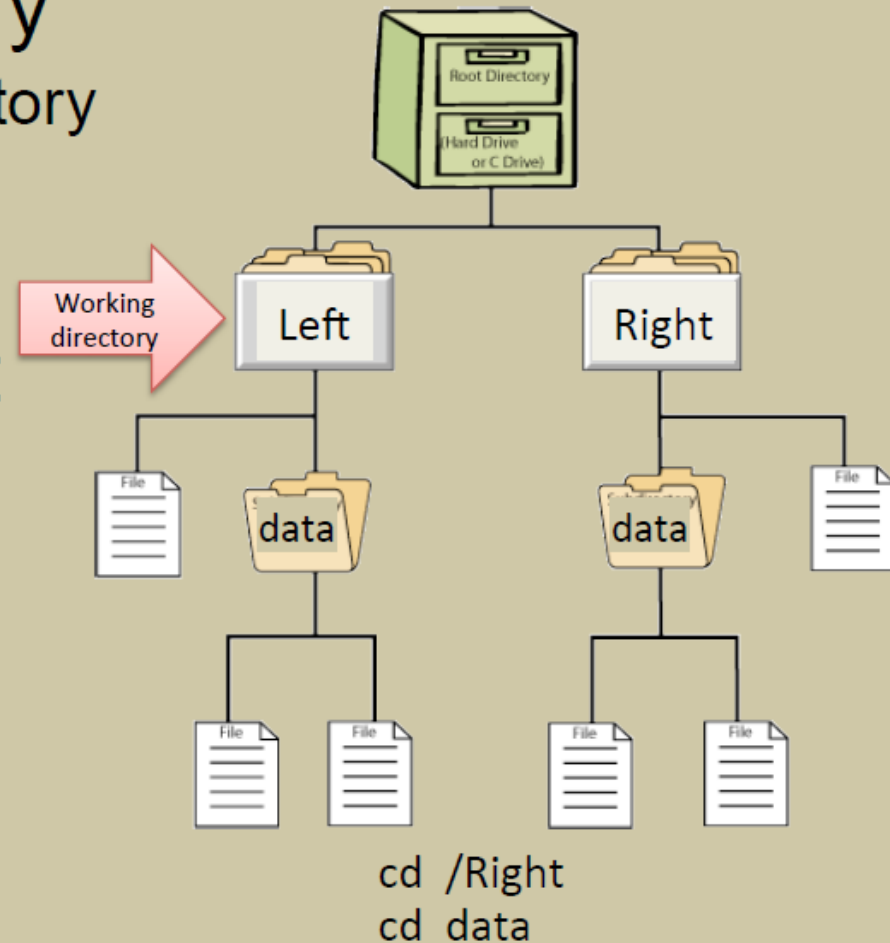 y
tory
Root Directory
(Hard Drive
or C Drive)
Working
directory
Left
Right
File
data
data
File
File
File
File
File
cd /Right
cd data